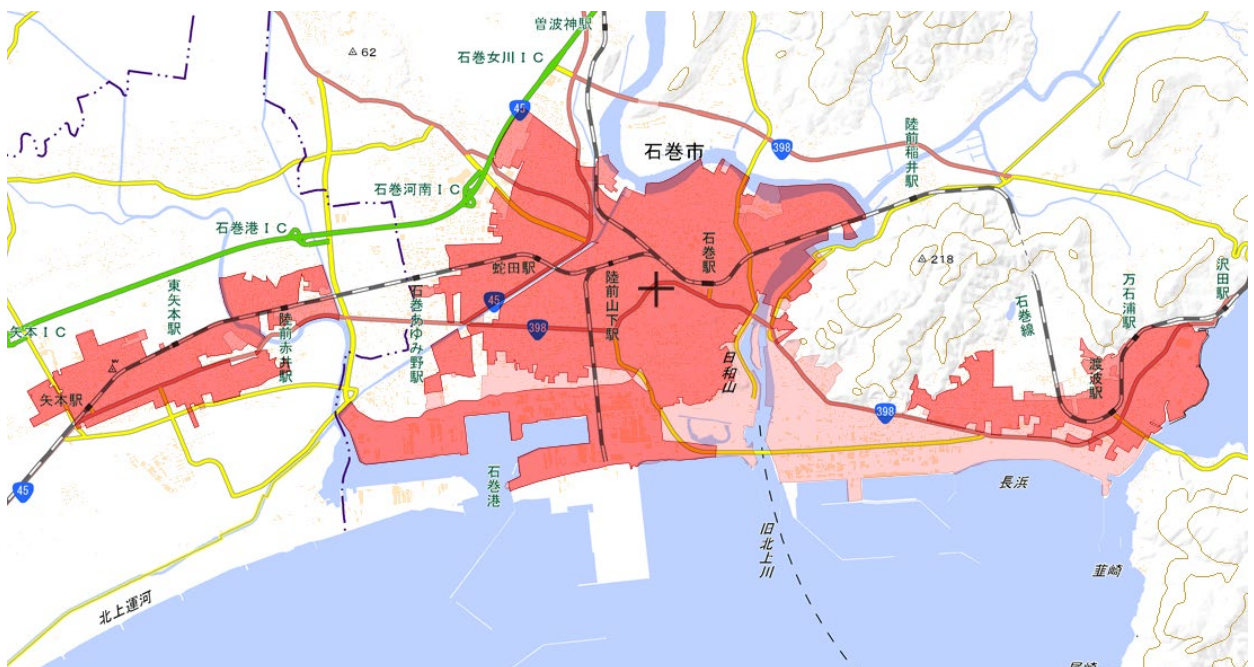 曽波神駅
石巻女川ＩＣ
62
45
石巻市
398
陸前稲井駅
石巻河南ＩＣ
石巻港ＩＣ
石巻駅
218
沢田駅
万石浦駅
蛇田駅
陸前山下駅
石巻線
東矢本駅
石巻あゆみ野駅
45
陸前赤井駅
398
矢本ＩＣ
日和山
渡波駅
矢本駅
398
45
石巻港
長浜
旧北上川
韮崎
北上運河
尾崎